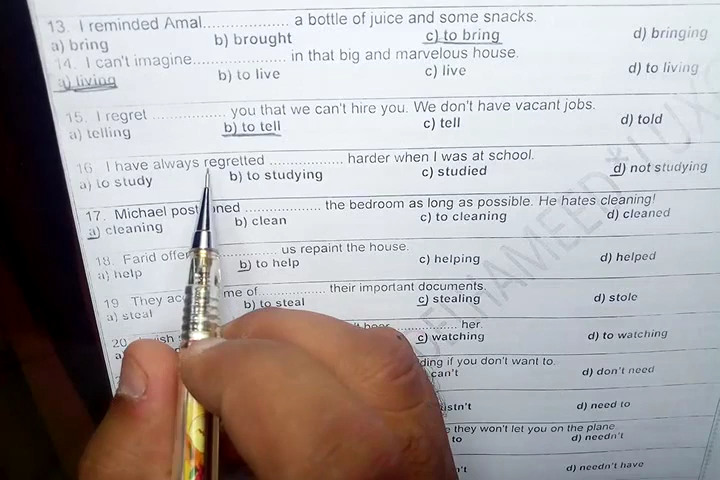 13. I reminded Amal................... a bottle of juice and some snacks.
a) bring b) brought c) to bring d) bringing
14. I can't imagine..................... in that big and marvelous house.
a) living b) to live c) live d) to living
15. I regret ................. you that we can't hire you. We don't have vacant jobs.
a) telling b) to tell c) tell d) told
16. I have always regretted .................. harder when I was at school.
a) to study b) to studying c) studied d) not studying
17. Michael ..................... the bedroom as long as possible. He hates cleaning!
a) cleaning b) clean c) to cleaning d) cleaned
18. Farid ................ us repaint the house.
a) help b) to help c) helping d) helped
19 They me of.................. their important documents.
a) steal b) to steal c) stealing d) stole
20 ................ her.
c) watching d) to watching
if you don't want to.
can't d) don't need
d) need to
they won't let you on the plane
to d) needn't
d) needn't have